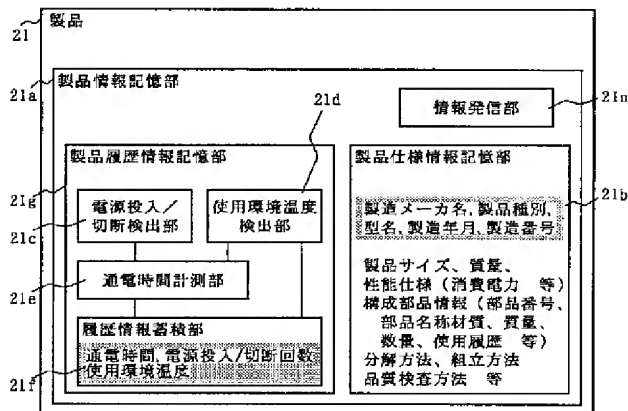 製品
21
製品情報記憶部
21a
21d
情報発信部
21n
製品履歴情報記憶部
21g
電源投入／
切断検出部
21c
使用環境温度
検出部
通電時間計測部
21e
履歴情報蓄積部
通電時間、電源投入/切断回数
使用環境温度
21f
製品仕様情報記憶部
21b
製造メーカ名,製品種別,
型名,製造年月,製造番号
製品サイズ、質量、
性能仕様（消費電力　等）
構成部品情報（部品番号、
部品名称材質、質量、
数量、使用履歴　等）
分解方法、組立方法
品質検査方法　等